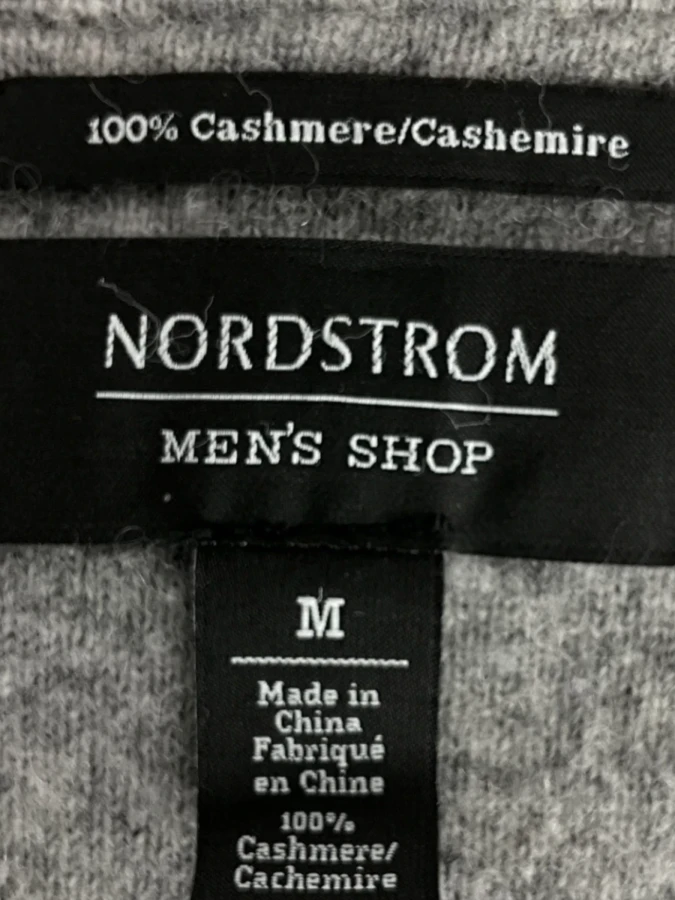 100% Cashmere/Cashemire
NORDSTROM
MEN'S SHOP
M
Made in
China
Fabriqué
en Chine
100%
Cashmere/
Cachemire